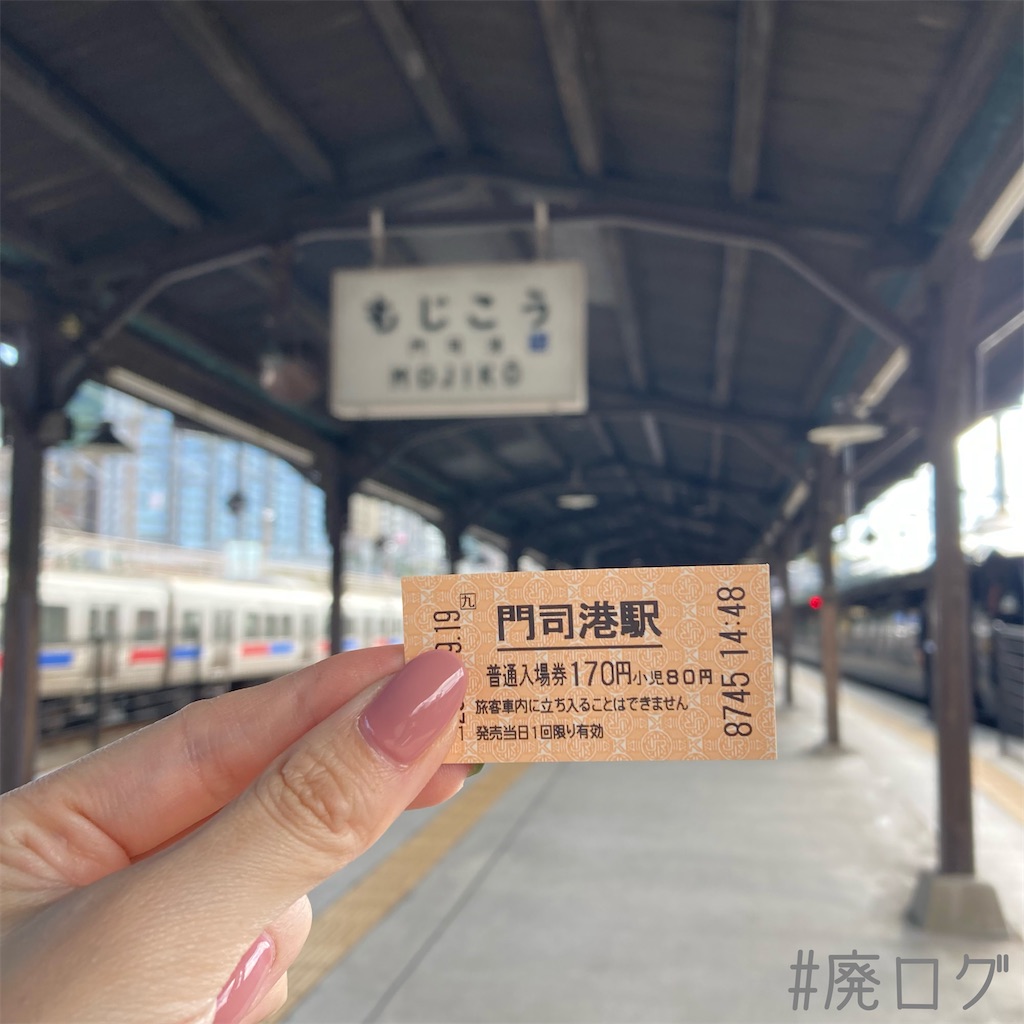 もじこう
門司港
MOJIKŌ
9.19
九
門司港駅
普通入場券170円小児80円
旅客車内に立ち入ることはできません
発売当日1回限り有効
8745 14:48
#廃ログ